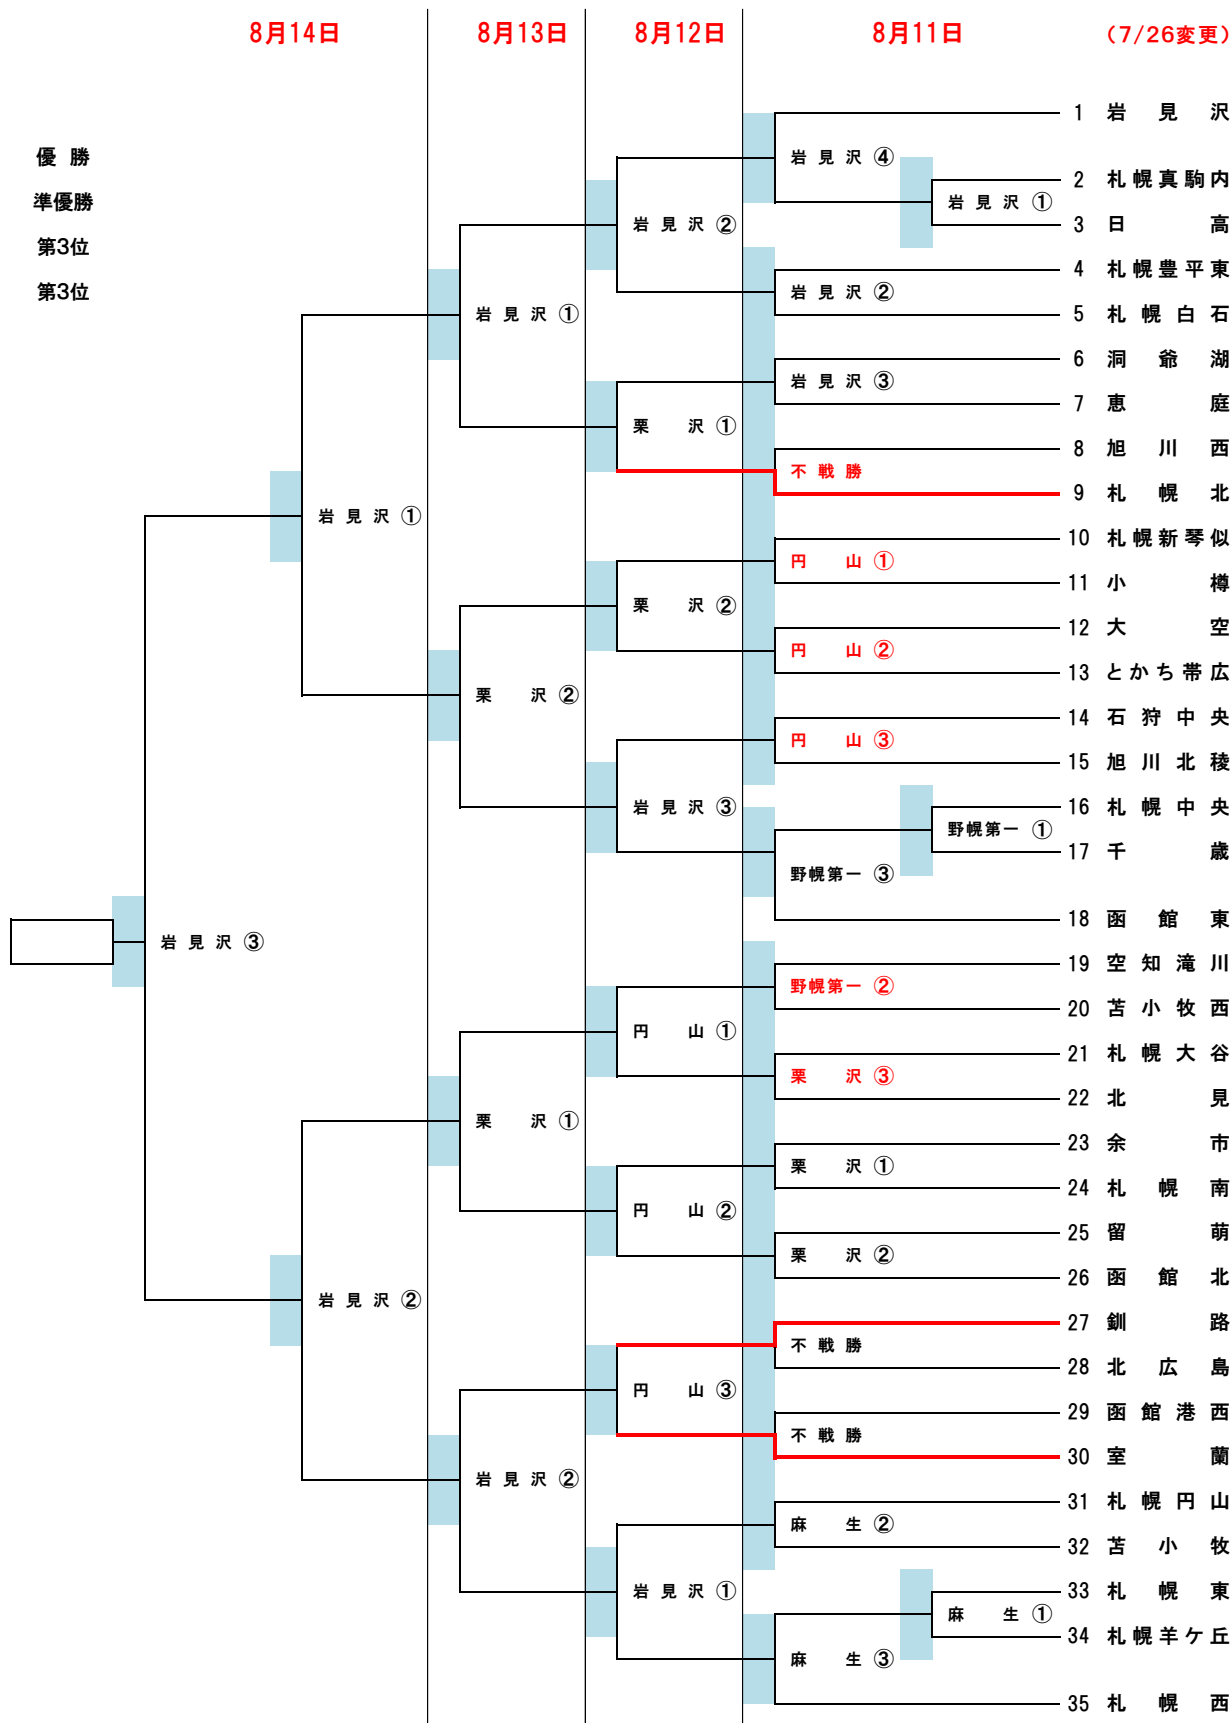 8月14日 8月13日 8月12日 8月11日 (7/26変更)
1 岩見沢
優勝
岩見沢④
2 札幌真駒内
準優勝
岩見沢①
岩見沢②
3 日高
第3位
4 札幌豊平東
第3位
岩見沢②
岩見沢①
5 札幌白石
6 洞爺湖
岩見沢③
7 恵庭
栗沢①
8 旭川西
不戦勝
9 札幌北
岩見沢①
10 札幌新琴似
円山①
11 小樽
栗沢②
12 大空
円山②
13 とかち帯広
栗沢②
14 石狩中央
円山③
15 旭川北稜
岩見沢③
16 札幌中央
野幌第一①
17 千歳
野幌第一③
18 函館東
岩見沢③
19 空知滝川
野幌第一②
20 苫小牧西
円山①
21 札幌大谷
栗沢③
22 北見
栗沢①
23 余市
栗沢①
24 札幌南
円山②
25 留萌
栗沢②
26 函館北
岩見沢②
27 釧路
不戦勝
28 北広島
円山③
29 函館港西
不戦勝
30 室蘭
岩見沢②
31 札幌円山
麻生②
32 苫小牧
岩見沢①
33 札幌東
麻生①
34 札幌羊ケ丘
麻生③
35 札幌西